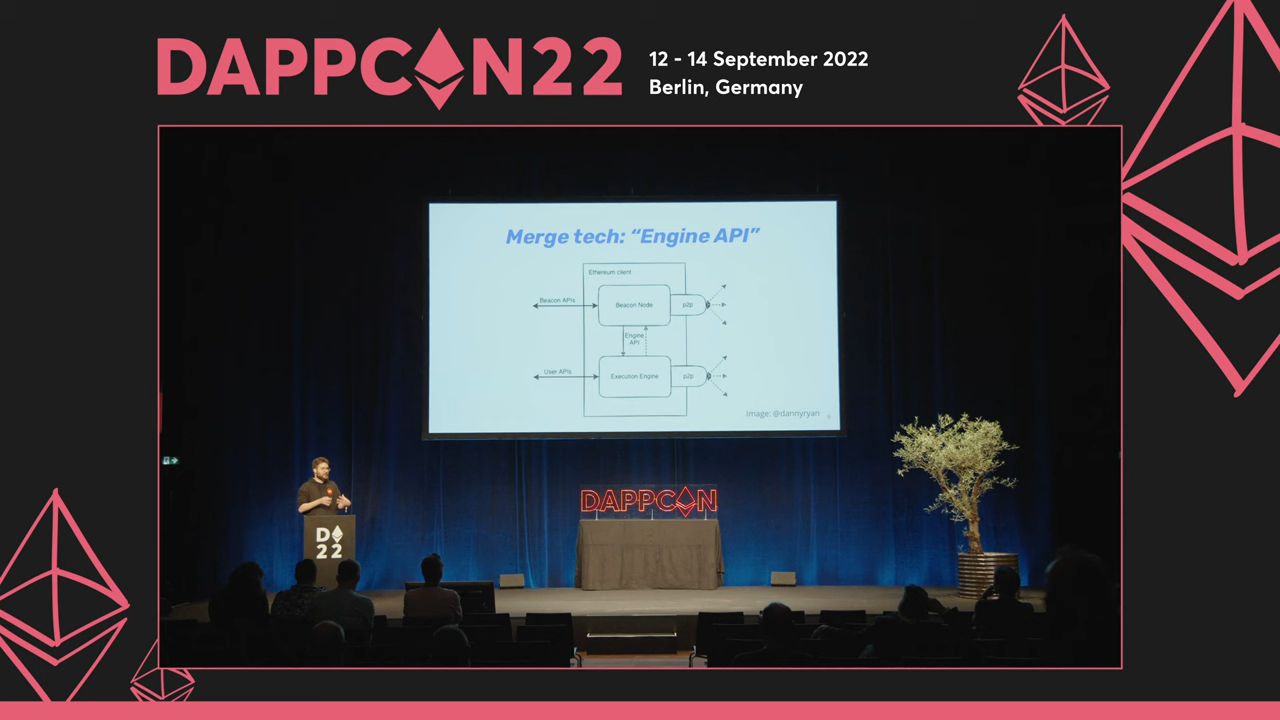 DAPPCON22
12 - 14 September 2022
Berlin, Germany
Merge tech: “Engine API”
Ethereum client
Beacon APIs
Beacon Node
p2p
Engine
API
User APIs
Execution Engine
p2p
Image: @dannyryan
9
DAPPCON
D
22